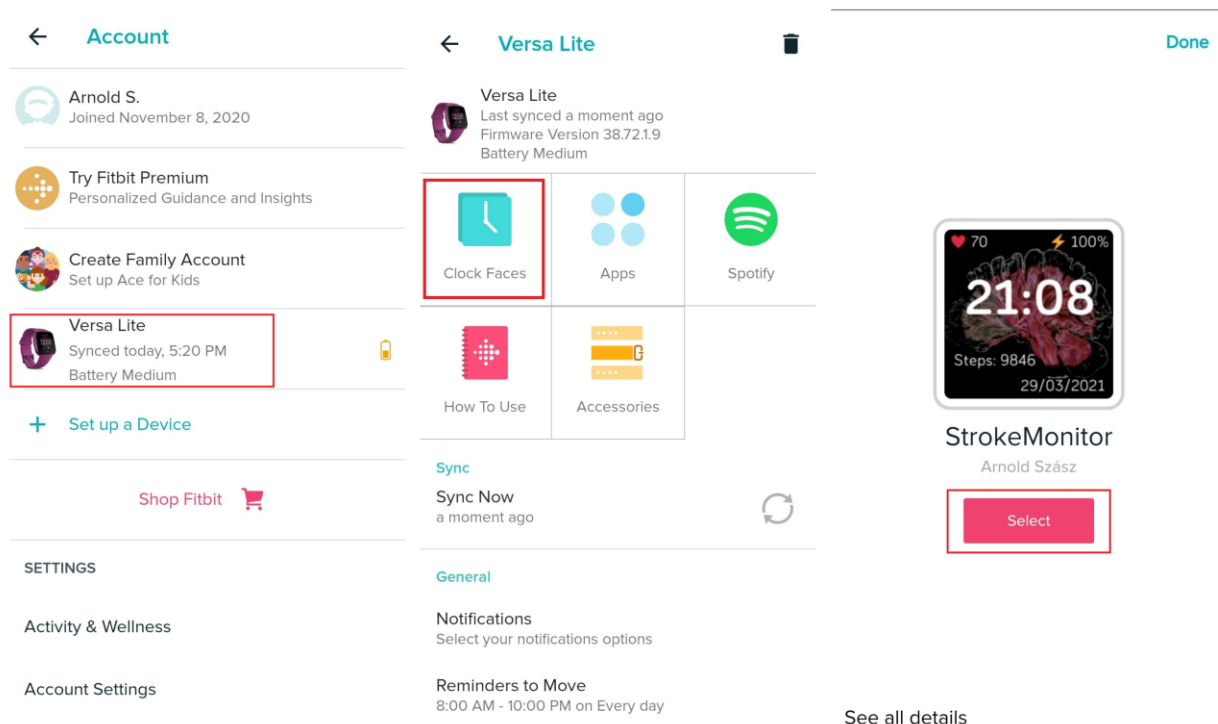 Account
Arnold S.
Joined November 8, 2020
Try Fitbit Premium
Personalized Guidance and Insights
Create Family Account
Set up Ace for Kids
Versa Lite
Synced today, 5:20 PM
Battery Medium
+ Set up a Device
Shop Fitbit
SETTINGS
Activity & Wellness
Account Settings
Versa Lite
Versa Lite
Last synced a moment ago
Firmware Version 38.72.1.9
Battery Medium
Clock Faces
Apps
Spotify
How To Use
Accessories
Sync
Sync Now
a moment ago
General
Notifications
Select your notifications options
Reminders to Move
8:00 AM - 10:00 PM on Every day
Done
70
100%
21:08
Steps: 9846
29/03/2021
StrokeMonitor
Arnold Szász
Select
See all details